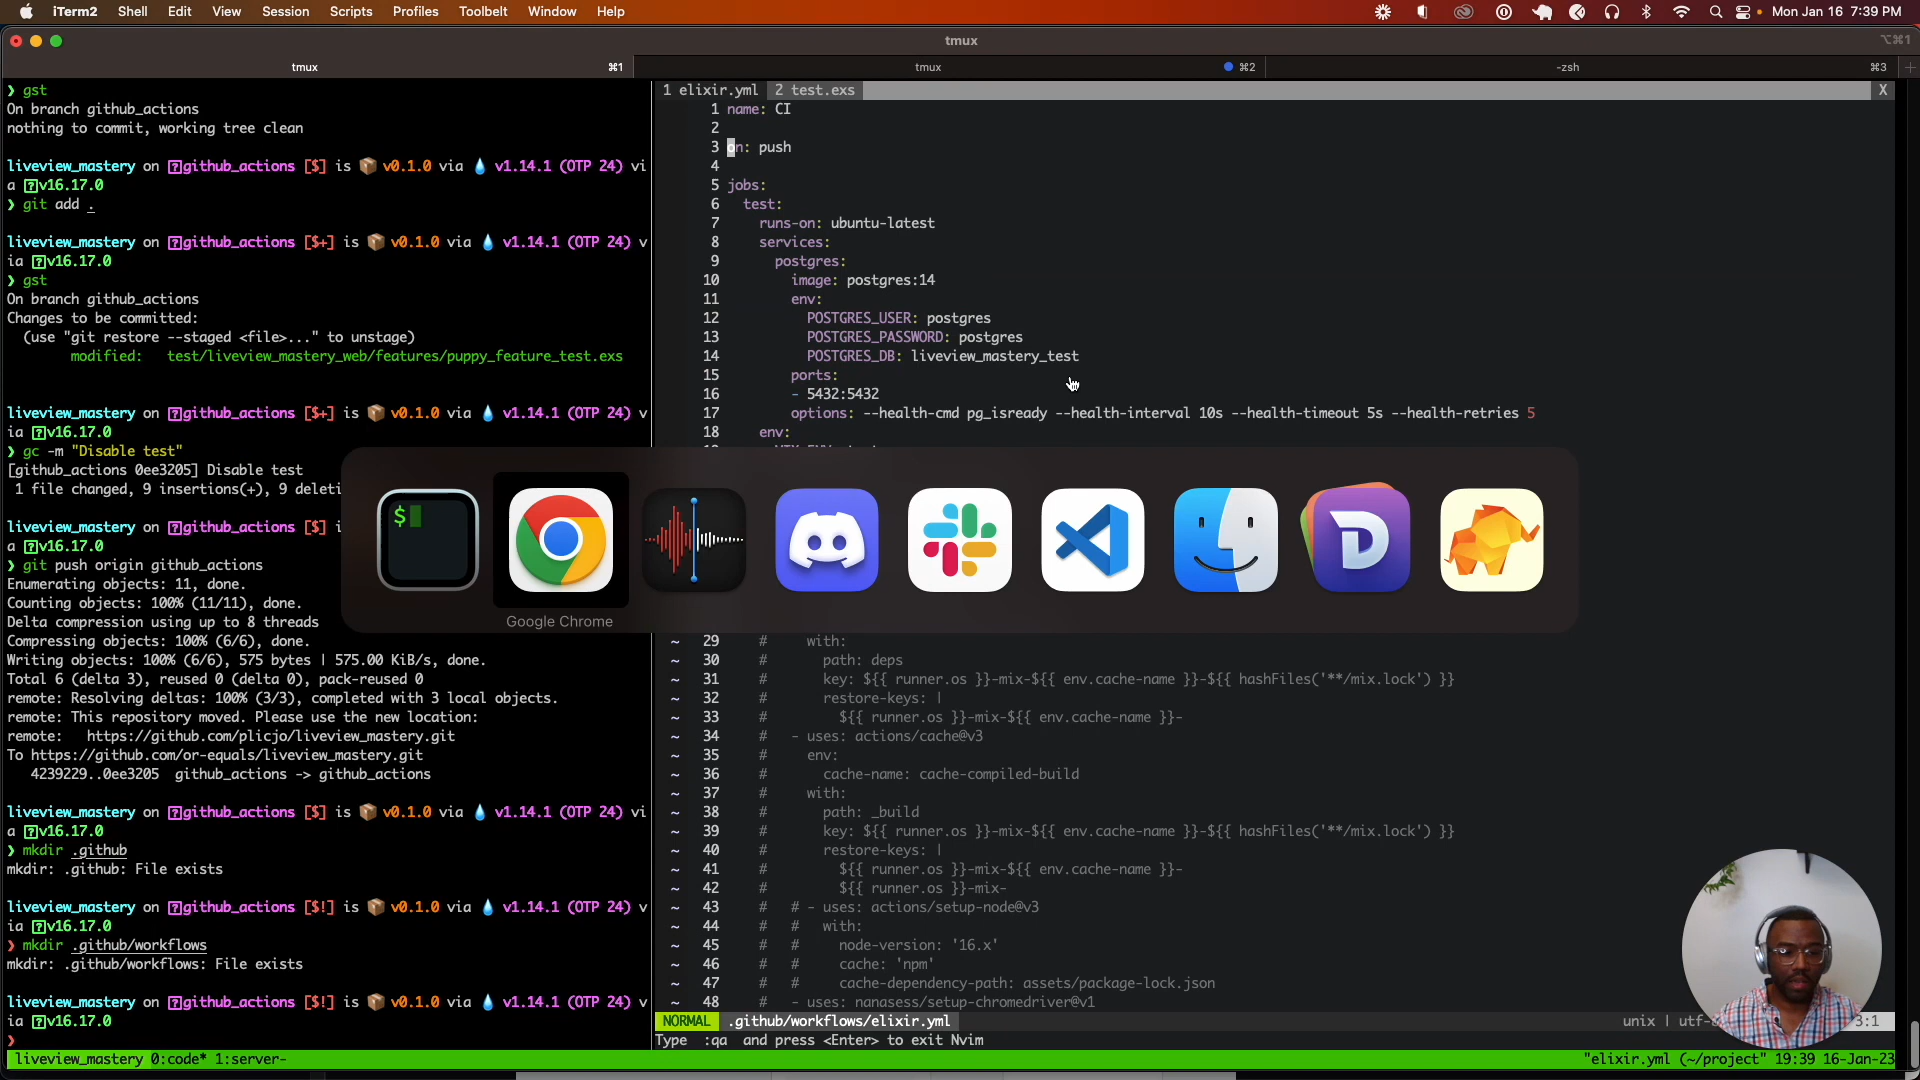 iTerm2 Shell Edit View Session Scripts Profiles Toolbelt Window Help
Mon Jan 16 7:39 PM
tmux
⌥⌘1
tmux ⌘1
tmux ⌘2
-zsh ⌘3
❯ gst
On branch github_actions
nothing to commit, working tree clean
liveview_mastery on github_actions [$] is 📦 v0.1.0 via 💧 v1.14.1 (OTP 24) vi
a v16.17.0
❯ git add .
liveview_mastery on github_actions [$+] is 📦 v0.1.0 via 💧 v1.14.1 (OTP 24) v
ia v16.17.0
❯ gst
On branch github_actions
Changes to be committed:
(use "git restore --staged <file>..." to unstage)
modified: test/liveview_mastery_web/features/puppy_feature_test.exs
liveview_mastery on github_actions [$+] is 📦 v0.1.0 via 💧 v1.14.1 (OTP 24) v
ia v16.17.0
❯ gc -m "Disable test"
[github_actions 0ee3205] Disable test
1 file changed, 9 insertions(+), 9 deleti
liveview_mastery on github_actions [$] i
a v16.17.0
❯ git push origin github_actions
Enumerating objects: 11, done.
Counting objects: 100% (11/11), done.
Delta compression using up to 8 threads
Compressing objects: 100% (6/6), done.
Writing objects: 100% (6/6), 575 bytes | 575.00 KiB/s, done.
Total 6 (delta 3), reused 0 (delta 0), pack-reused 0
remote: Resolving deltas: 100% (3/3), completed with 3 local objects.
remote: This repository moved. Please use the new location:
remote: https://github.com/plicjo/liveview_mastery.git
To https://github.com/or-equals/liveview_mastery.git
4239229..0ee3205 github_actions -> github_actions
liveview_mastery on github_actions [$] is 📦 v0.1.0 via 💧 v1.14.1 (OTP 24) vi
a v16.17.0
❯ mkdir .github
mkdir: .github: File exists
liveview_mastery on github_actions [$!] is 📦 v0.1.0 via 💧 v1.14.1 (OTP 24) v
ia v16.17.0
❯ mkdir .github/workflows
mkdir: .github/workflows: File exists
liveview_mastery on github_actions [$!] is 📦 v0.1.0 via 💧 v1.14.1 (OTP 24) v
ia v16.17.0
❯
1 elixir.yml 2 test.exs X
1 name: CI
2
3 on: push
4
5 jobs:
6 test:
7 runs-on: ubuntu-latest
8 services:
9 postgres:
10 image: postgres:14
11 env:
12 POSTGRES_USER: postgres
13 POSTGRES_PASSWORD: postgres
14 POSTGRES_DB: liveview_mastery_test
15 ports:
16 - 5432:5432
17 options: --health-cmd pg_isready --health-interval 10s --health-timeout 5s --health-retries 5
18 env:
$
D
Google Chrome
~ 29 # with:
~ 30 # path: deps
~ 31 # key: ${{ runner.os }}-mix-${{ env.cache-name }}-${{ hashFiles('**/mix.lock') }}
~ 32 # restore-keys: |
~ 33 # ${{ runner.os }}-mix-${{ env.cache-name }}-
~ 34 # - uses: actions/cache@v3
~ 35 # env:
~ 36 # cache-name: cache-compiled-build
~ 37 # with:
~ 38 # path: _build
~ 39 # key: ${{ runner.os }}-mix-${{ env.cache-name }}-${{ hashFiles('**/mix.lock') }}
~ 40 # restore-keys: |
~ 41 # ${{ runner.os }}-mix-${{ env.cache-name }}-
~ 42 # ${{ runner.os }}-mix-
~ 43 # # - uses: actions/setup-node@v3
~ 44 # # with:
~ 45 # # node-version: '16.x'
~ 46 # # cache: 'npm'
~ 47 # # cache-dependency-path: assets/package-lock.json
~ 48 # - uses: nanasess/setup-chromedriver@v1
NORMAL .github/workflows/elixir.yml unix | utf- 3:1
Type :qa and press <Enter> to exit Nvim
liveview_mastery 0:code* 1:server- "elixir.yml (~/project" 19:39 16-Jan-23